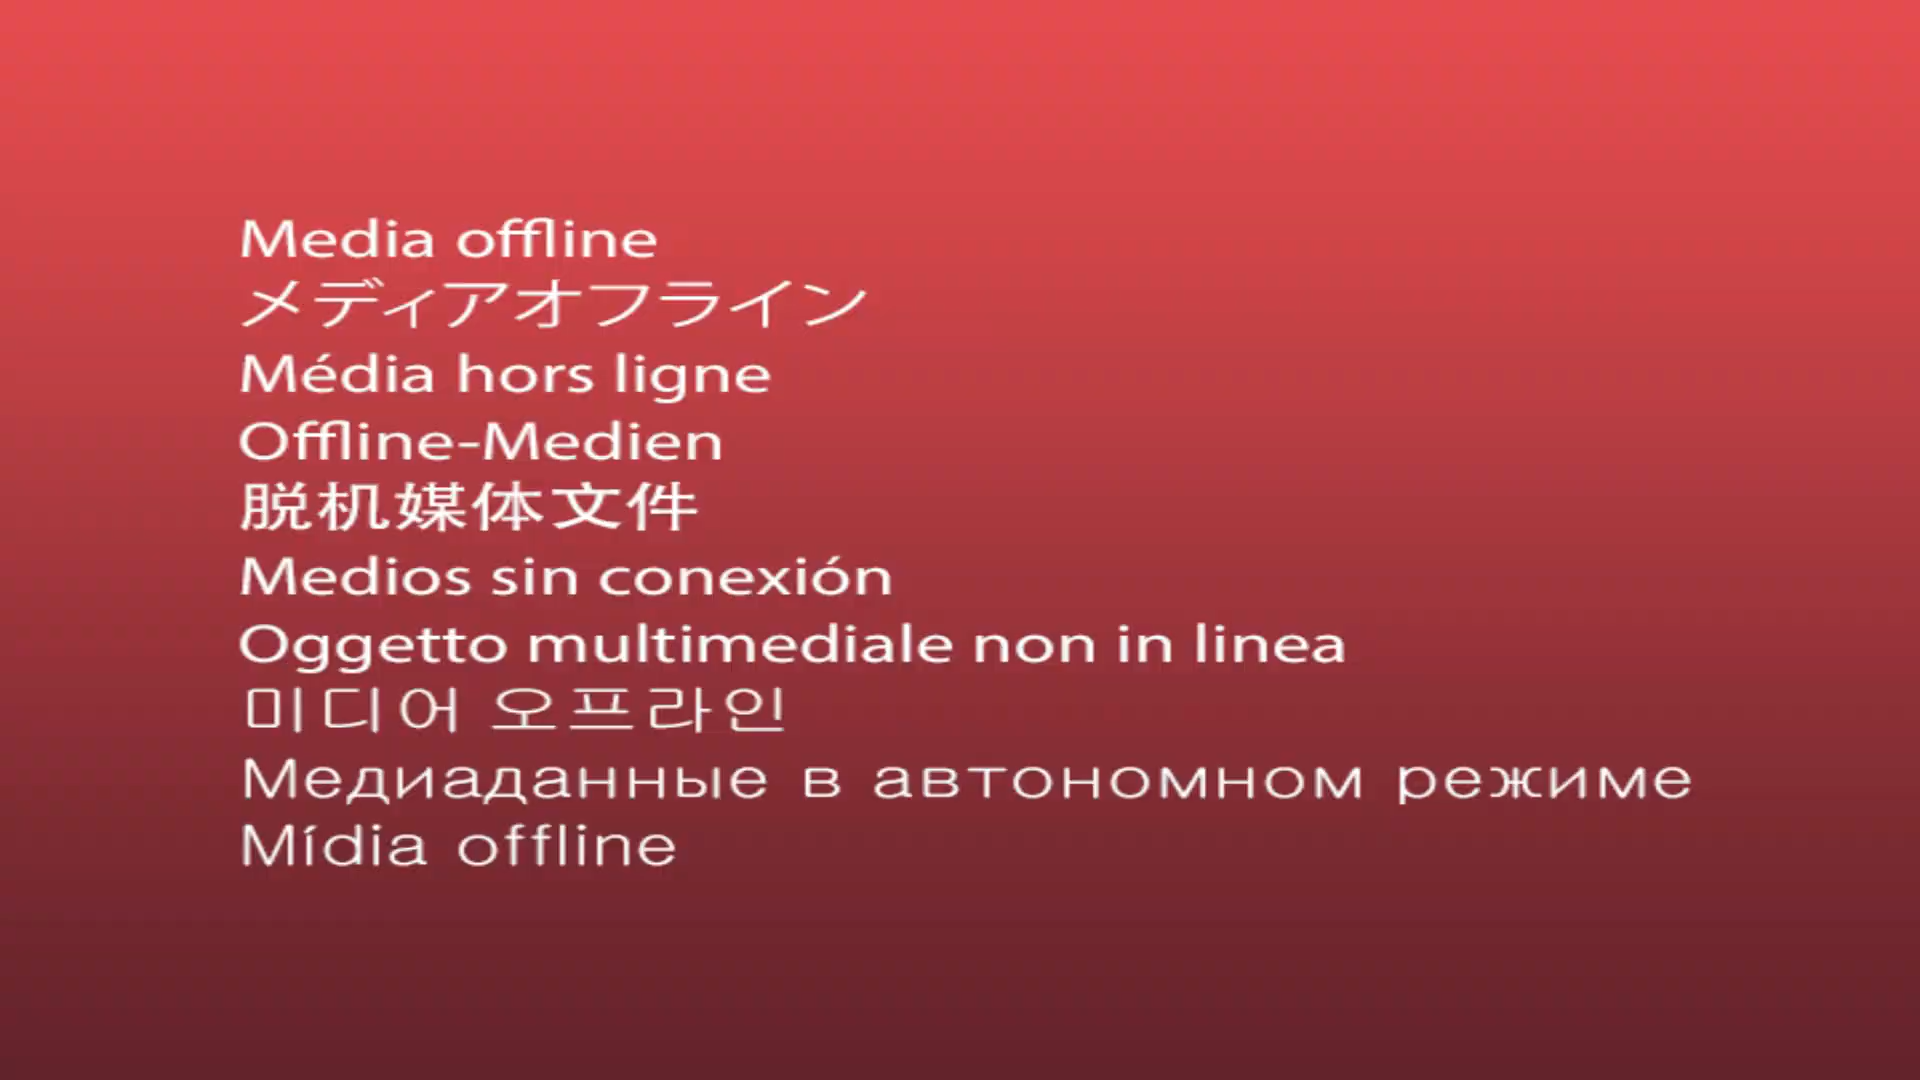 Media offline
メディアオフライン
Média hors ligne
Offline-Medien
脱机媒体文件
Medios sin conexión
Oggetto multimediale non in linea
미디어 오프라인
Медиаданные в автономном режиме
Mídia offline